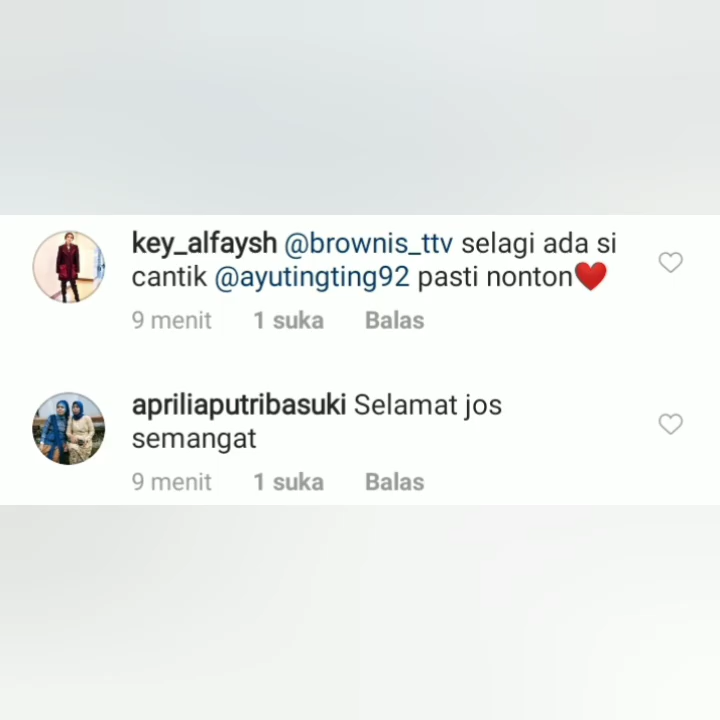 key_alfaysh @brownis_ttv selagi ada si
cantik @ayutingting92 pasti nonton❤️
9 menit 1 suka Balas
apriliaputribasuki Selamat jos
semangat
9 menit 1 suka Balas